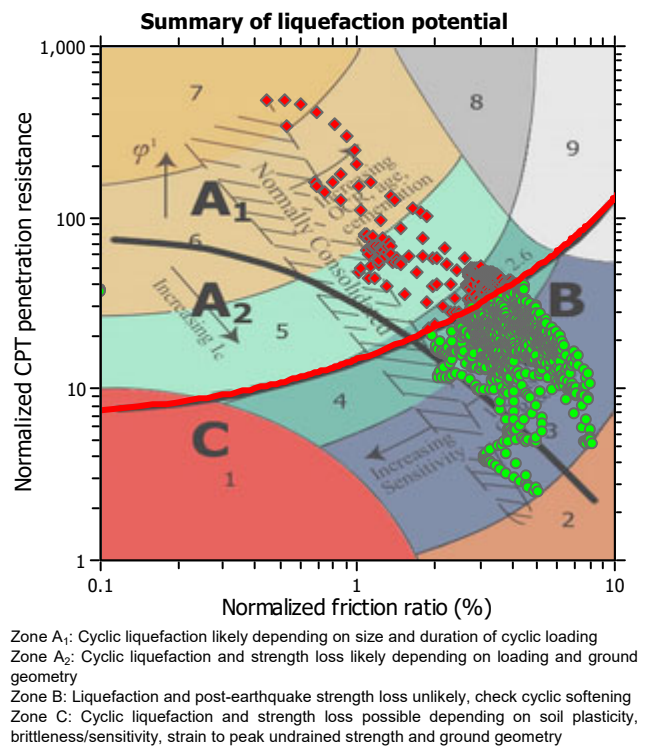 Summary of liquefaction potential
1,000
100
10
1
0.1
1
10
Normalized CPT penetration resistance
Normalized friction ratio (%)
7
8
9
φ'
A1
6
A2
5
4
C
1
B
3
2
2.6
Normally Consolidated
Increasing
OCR, age,
cementation
Increasing Ic
Increasing
Sensitivity
Zone A1: Cyclic liquefaction likely depending on size and duration of cyclic loading
Zone A2: Cyclic liquefaction and strength loss likely depending on loading and ground
geometry
Zone B: Liquefaction and post-earthquake strength loss unlikely, check cyclic softening
Zone C: Cyclic liquefaction and strength loss possible depending on soil plasticity,
brittleness/sensitivity, strain to peak undrained strength and ground geometry